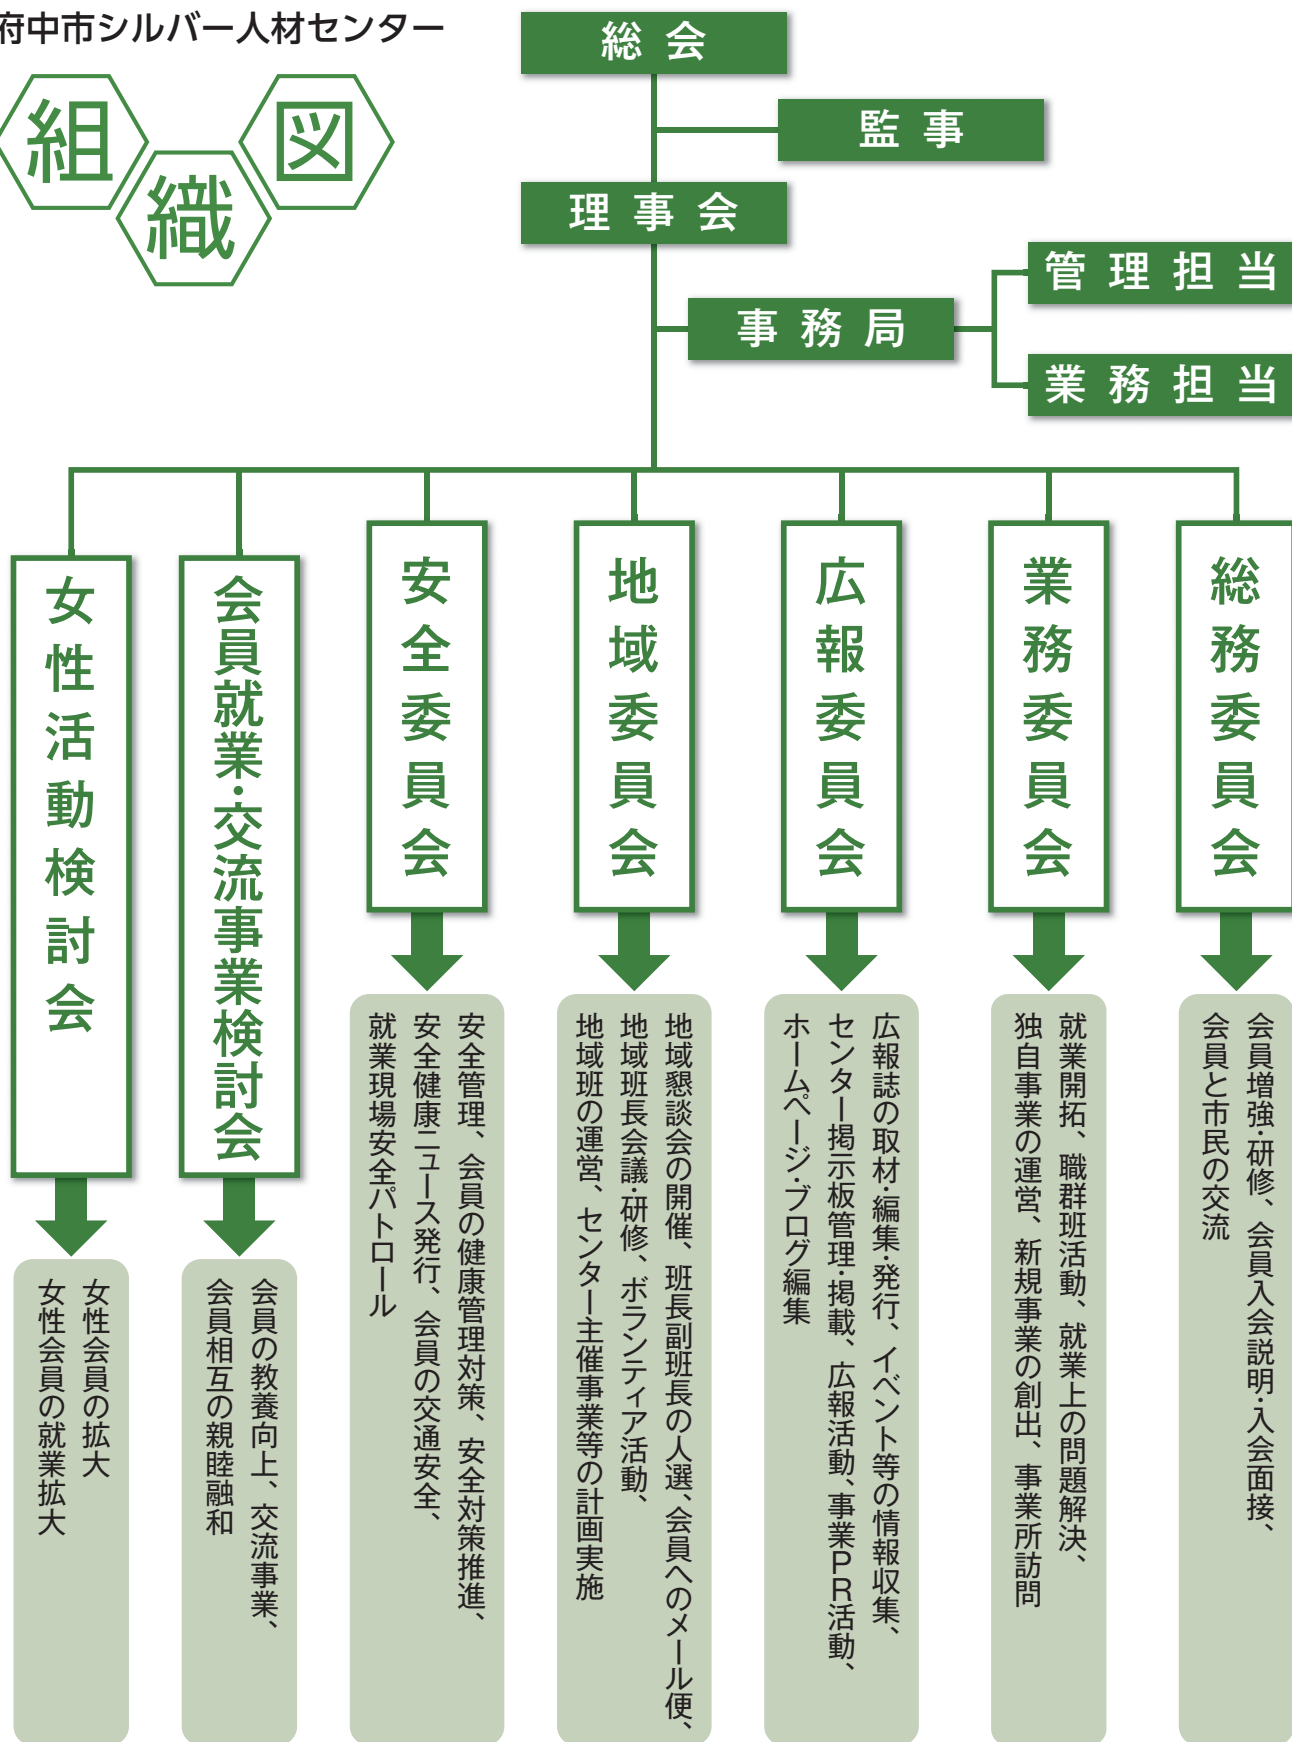 府中市シルバー人材センター
組織図
総会
監事
理事会
事務局
管理担当
業務担当
総務委員会
会員増強・研修、会員入会説明・入会面接、
会員と市民の交流
業務委員会
就業開拓、職群班活動、就業上の問題解決、
独自事業の運営、新規事業の創出、事業所訪問
広報委員会
広報誌の取材・編集・発行、イベント等の情報収集、
センター掲示板管理・掲載、広報活動、事業ＰＲ活動、
ホームページ・ブログ編集
地域委員会
地域懇談会の開催、班長副班長の人選、会員へのメール便、
地域班長会議・研修、ボランティア活動、
地域班の運営、センター主催事業等の計画実施
安全委員会
安全管理、会員の健康管理対策、安全対策推進、
安全健康ニュース発行、会員の交通安全、
就業現場安全パトロール
会員就業・交流事業検討会
会員の教養向上、交流事業、
会員相互の親睦融和
女性活動検討会
女性会員の拡大
女性会員の就業拡大